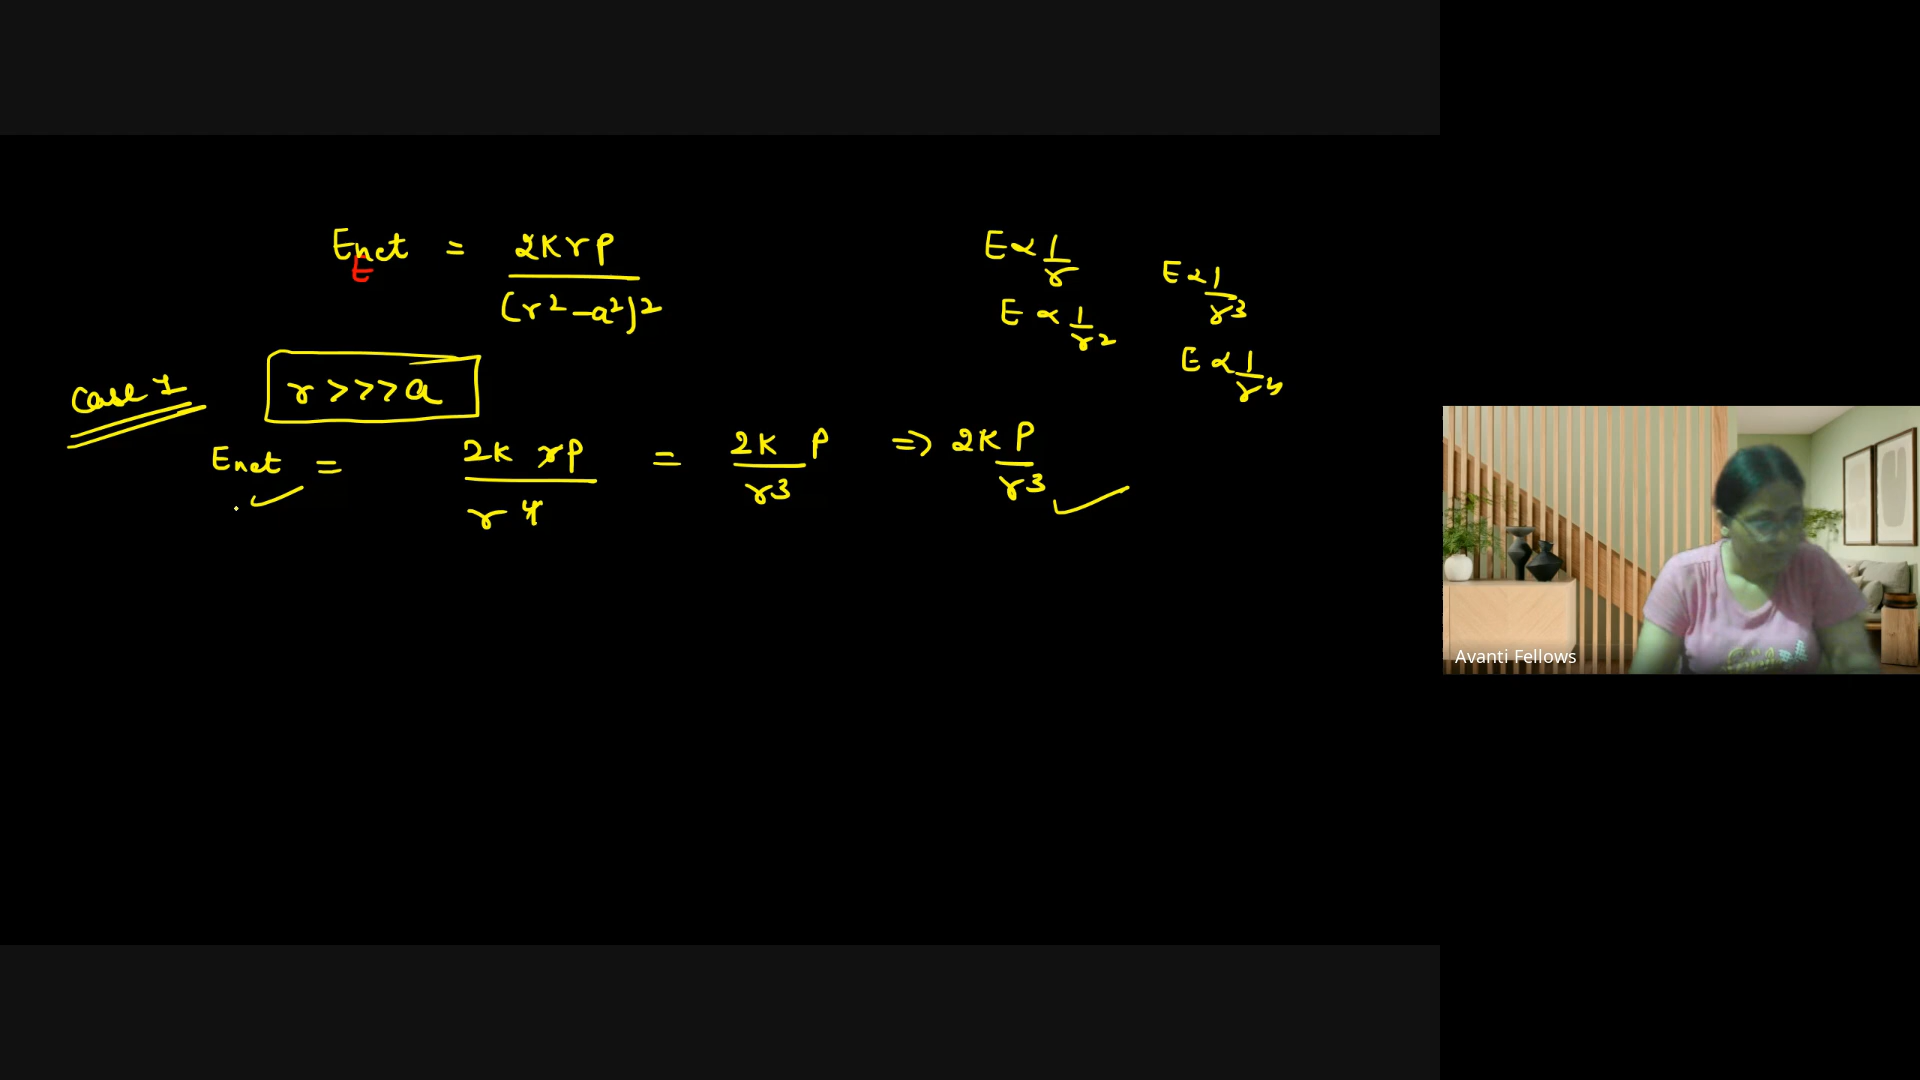 Enet = 2KrP / (r² - a²)²
E
E ∝ 1/r
E ∝ 1/r²
E ∝ 1/r³
E ∝ 1/r⁴
Case 1 r >>> a
Enet = 2K rP / r⁴ = 2K P / r³ => 2K P / r³
Avanti Fellows